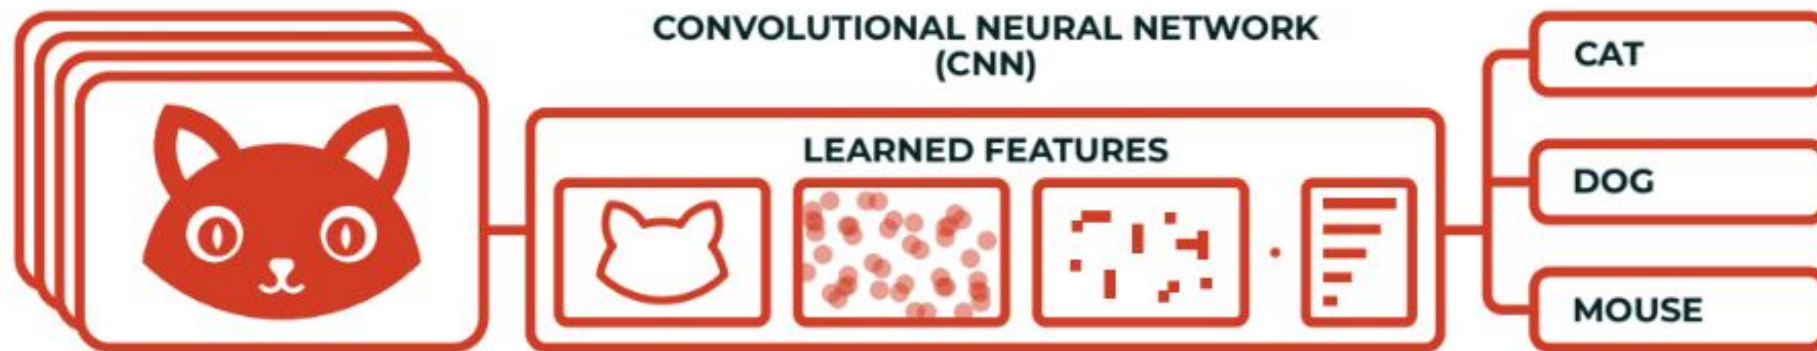 CONVOLUTIONAL NEURAL NETWORK
(CNN)
LEARNED FEATURES
CAT
DOG
MOUSE